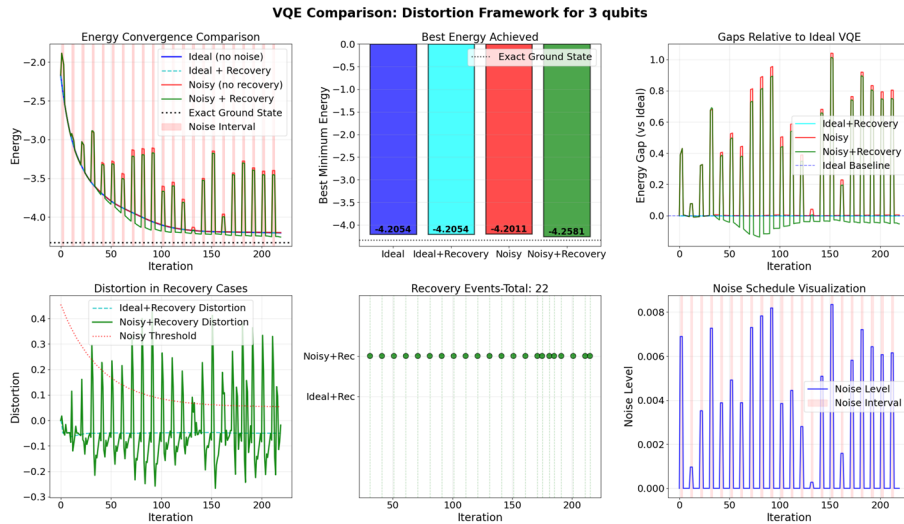 VQE Comparison: Distortion Framework for 3 qubits
Energy Convergence Comparison
Energy
−2.0
−2.5
−3.0
−3.5
−4.0
Ideal (no noise)
Ideal + Recovery
Noisy (no recovery)
Noisy + Recovery
Exact Ground State
Noise Interval
0
50
100
150
200
Iteration
Best Energy Achieved
Best Minimum Energy
0.0
−0.5
−1.0
−1.5
−2.0
−2.5
−3.0
−3.5
−4.0
Exact Ground State
-4.2054
-4.2054
-4.2011
-4.2581
Ideal
Ideal+Recovery
Noisy
Noisy+Recovery
Gaps Relative to Ideal VQE
Energy Gap (vs Ideal)
1.0
0.8
0.6
0.4
0.2
0.0
Ideal+Recovery
Noisy
Noisy+Recovery
Ideal Baseline
0
50
100
150
200
Iteration
Distortion in Recovery Cases
Distortion
0.4
0.3
0.2
0.1
0.0
−0.1
−0.2
−0.3
Ideal+Recovery Distortion
Noisy+Recovery Distortion
Noisy Threshold
0
50
100
150
200
Iteration
Recovery Events-Total: 22
Noisy+Rec
Ideal+Rec
50
100
150
200
Iteration
Noise Schedule Visualization
Noise Level
0.008
0.006
0.004
0.002
0.000
Noise Level
Noise Interval
0
50
100
150
200
Iteration